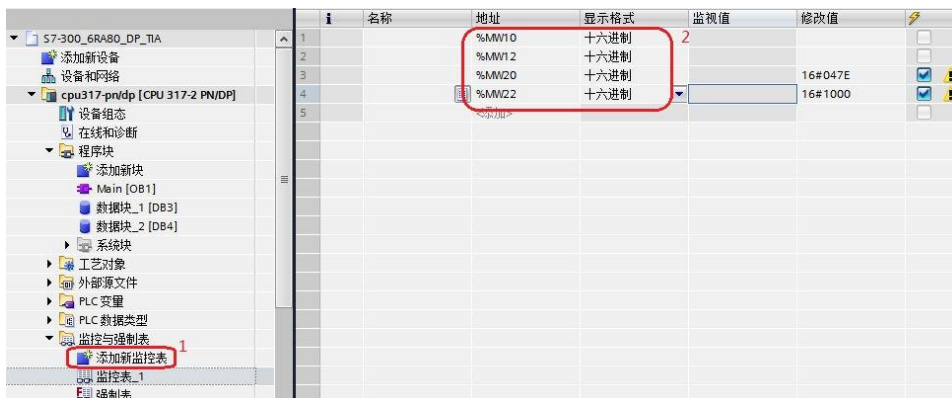 i 名称 地址 显示格式 监视值 修改值
S7-300_6RA80_DP_TIA
添加新设备
设备和网络
cpu317-pn/dp [CPU 317-2 PN/DP]
设备组态
在线和诊断
程序块
添加新块
Main [OB1]
数据块_1 [DB3]
数据块_2 [DB4]
系统块
工艺对象
外部源文件
PLC 变量
PLC 数据类型
监控与强制表
添加新监控表 1
监控表_1
强制表
1 %MW10 十六进制 2
2 %MW12 十六进制
3 %MW20 十六进制 16#047E
4 %MW22 十六进制 16#1000
5 <添加>